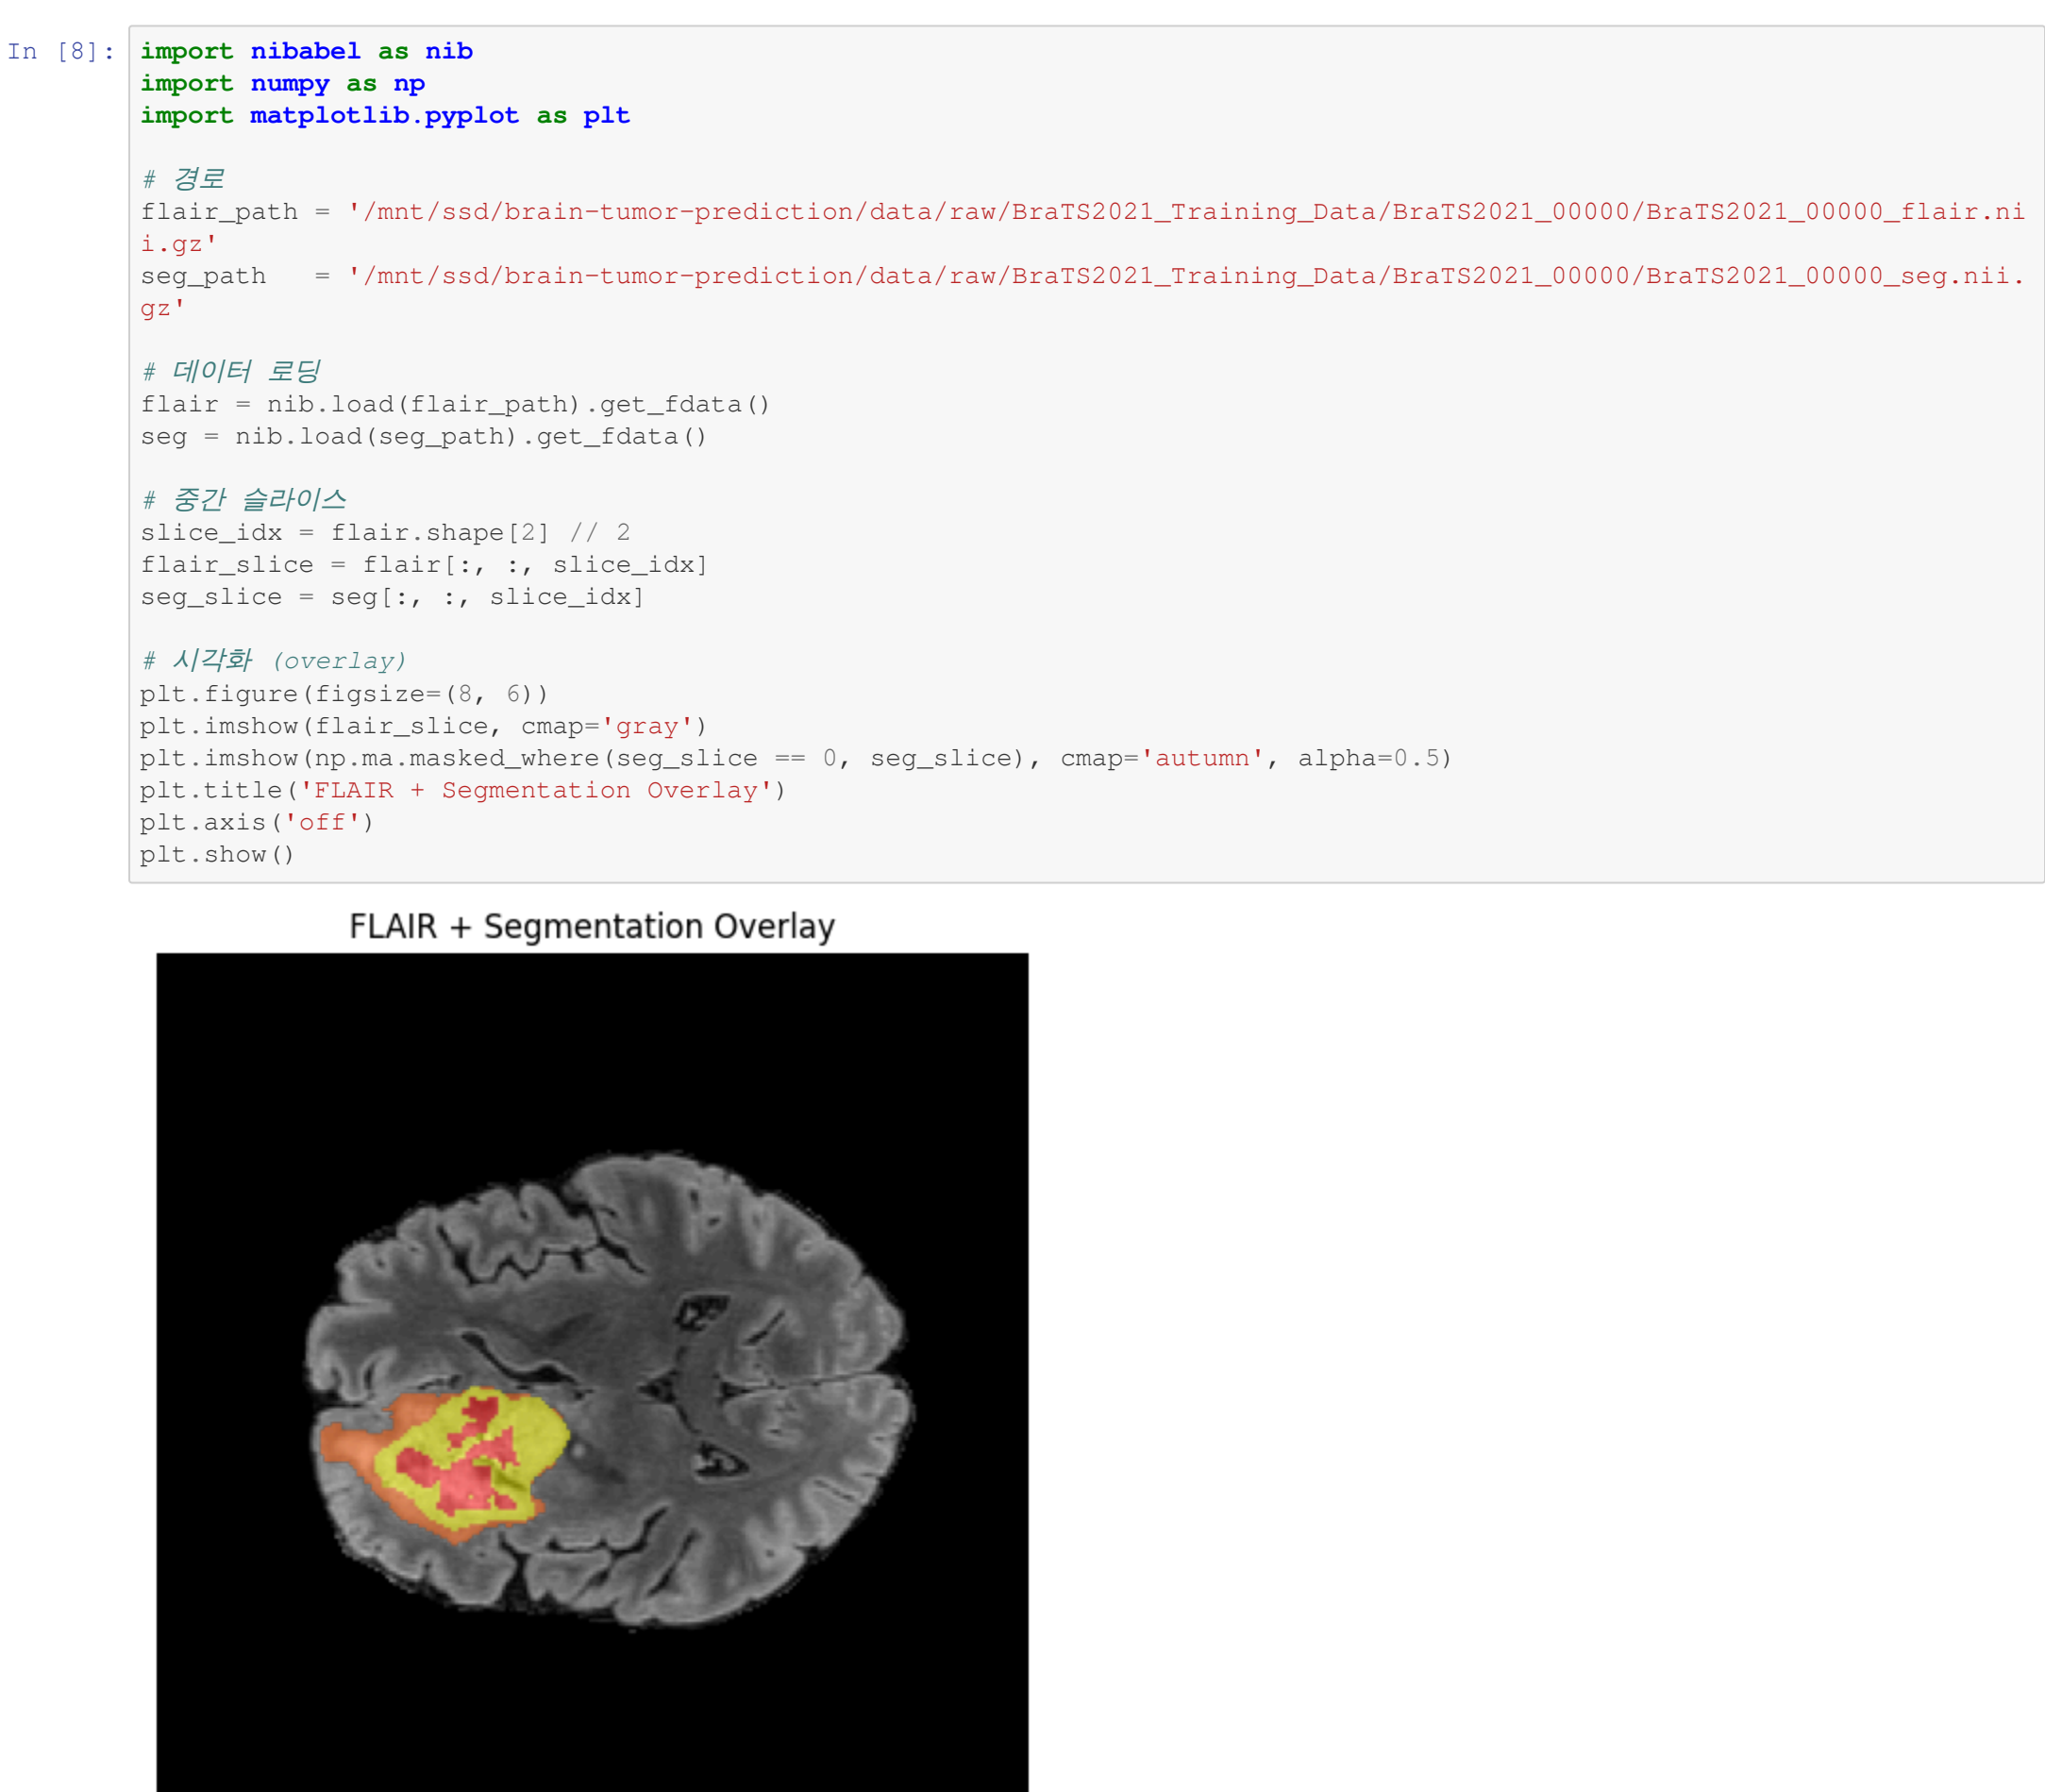 In [8]: import nibabel as nib
import numpy as np
import matplotlib.pyplot as plt
# 경로
flair_path = '/mnt/ssd/brain-tumor-prediction/data/raw/BraTS2021_Training_Data/BraTS2021_00000/BraTS2021_00000_flair.ni
i.gz'
seg_path   = '/mnt/ssd/brain-tumor-prediction/data/raw/BraTS2021_Training_Data/BraTS2021_00000/BraTS2021_00000_seg.nii.
gz'
# 데이터 로딩
flair = nib.load(flair_path).get_fdata()
seg = nib.load(seg_path).get_fdata()
# 중간 슬라이스
slice_idx = flair.shape[2] // 2
flair_slice = flair[:, :, slice_idx]
seg_slice = seg[:, :, slice_idx]
# 시각화 (overlay)
plt.figure(figsize=(8, 6))
plt.imshow(flair_slice, cmap='gray')
plt.imshow(np.ma.masked_where(seg_slice == 0, seg_slice), cmap='autumn', alpha=0.5)
plt.title('FLAIR + Segmentation Overlay')
plt.axis('off')
plt.show()
FLAIR + Segmentation Overlay